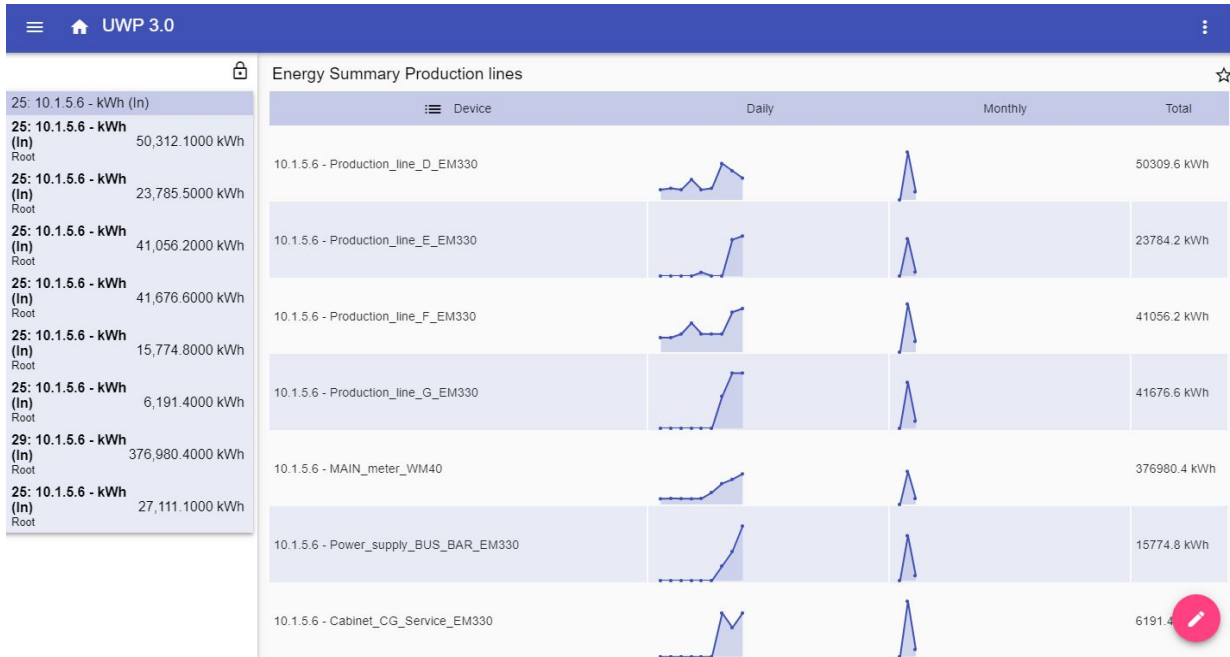 UWP 3.0
25: 10.1.5.6 - kWh (In)
25: 10.1.5.6 - kWh
(In)
50,312.1000 kWh
Root
25: 10.1.5.6 - kWh
(In)
23,785.5000 kWh
Root
25: 10.1.5.6 - kWh
(In)
41,056.2000 kWh
Root
25: 10.1.5.6 - kWh
(In)
41,676.6000 kWh
Root
25: 10.1.5.6 - kWh
(In)
15,774.8000 kWh
Root
25: 10.1.5.6 - kWh
(In)
6,191.4000 kWh
Root
29: 10.1.5.6 - kWh
(In)
376,980.4000 kWh
Root
25: 10.1.5.6 - kWh
(In)
27,111.1000 kWh
Root
Energy Summary Production lines
Device Daily Monthly Total
10.1.5.6 - Production_line_D_EM330 50309.6 kWh
10.1.5.6 - Production_line_E_EM330 23784.2 kWh
10.1.5.6 - Production_line_F_EM330 41056.2 kWh
10.1.5.6 - Production_line_G_EM330 41676.6 kWh
10.1.5.6 - MAIN_meter_WM40 376980.4 kWh
10.1.5.6 - Power_supply_BUS_BAR_EM330 15774.8 kWh
10.1.5.6 - Cabinet_CG_Service_EM330 6191.4